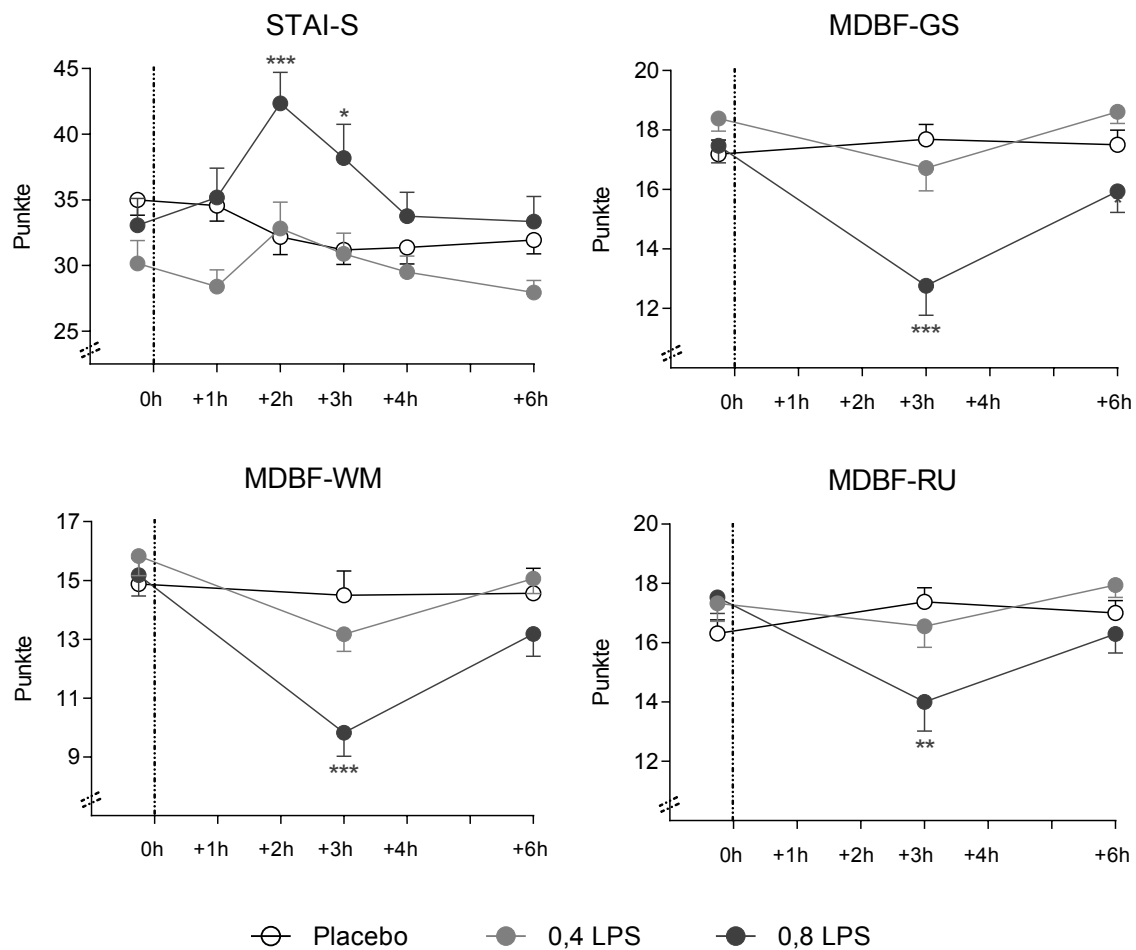 STAI-S
***
*
45
40
35
30
25
Punkte
0h +1h +2h +3h +4h +6h
MDBF-GS
20
18
16
14
12
Punkte
*
***
0h +1h +2h +3h +4h +6h
MDBF-WM
17
15
13
11
9
Punkte
***
0h +1h +2h +3h +4h +6h
MDBF-RU
20
18
16
14
12
Punkte
**
0h +1h +2h +3h +4h +6h
Placebo 0,4 LPS 0,8 LPS